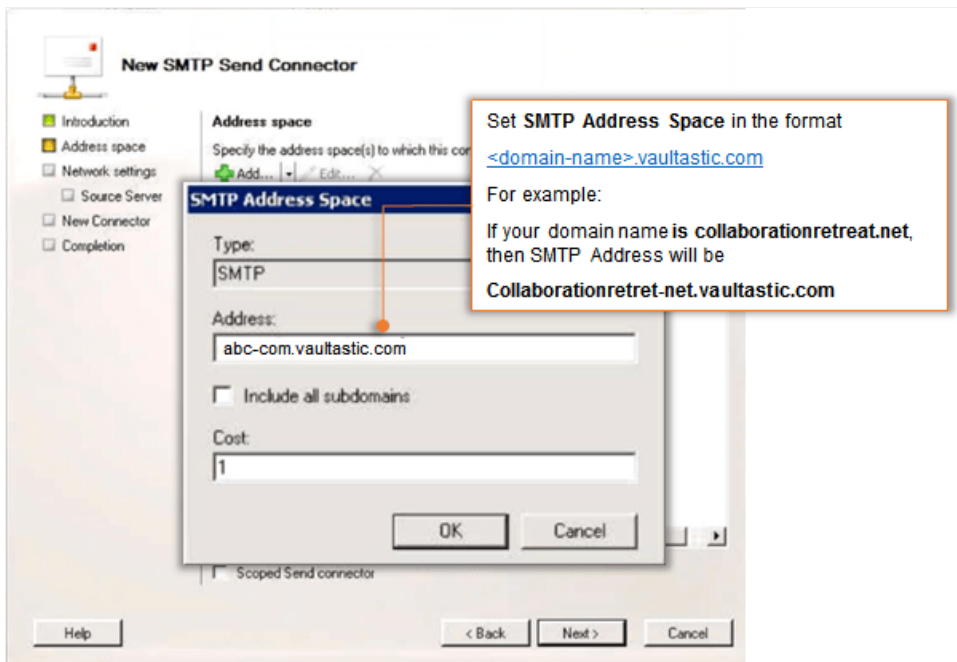 New SMTP Send Connector
Introduction
Address space
Network settings
Source Server
New Connector
Completion
Address space
Specify the address space(s) to which this con
Add...
Edit...
SMTP Address Space
Type:
SMTP
Address:
abc-com.vaultastic.com
Include all subdomains
Cost:
1
OK
Cancel
Scoped Send connector
Help
< Back
Next >
Cancel
Set SMTP Address Space in the format
<domain-name>.vaultastic.com
For example:
If your domain name is collaborationretreat.net,
then SMTP Address will be
Collaborationretret-net.vaultastic.com